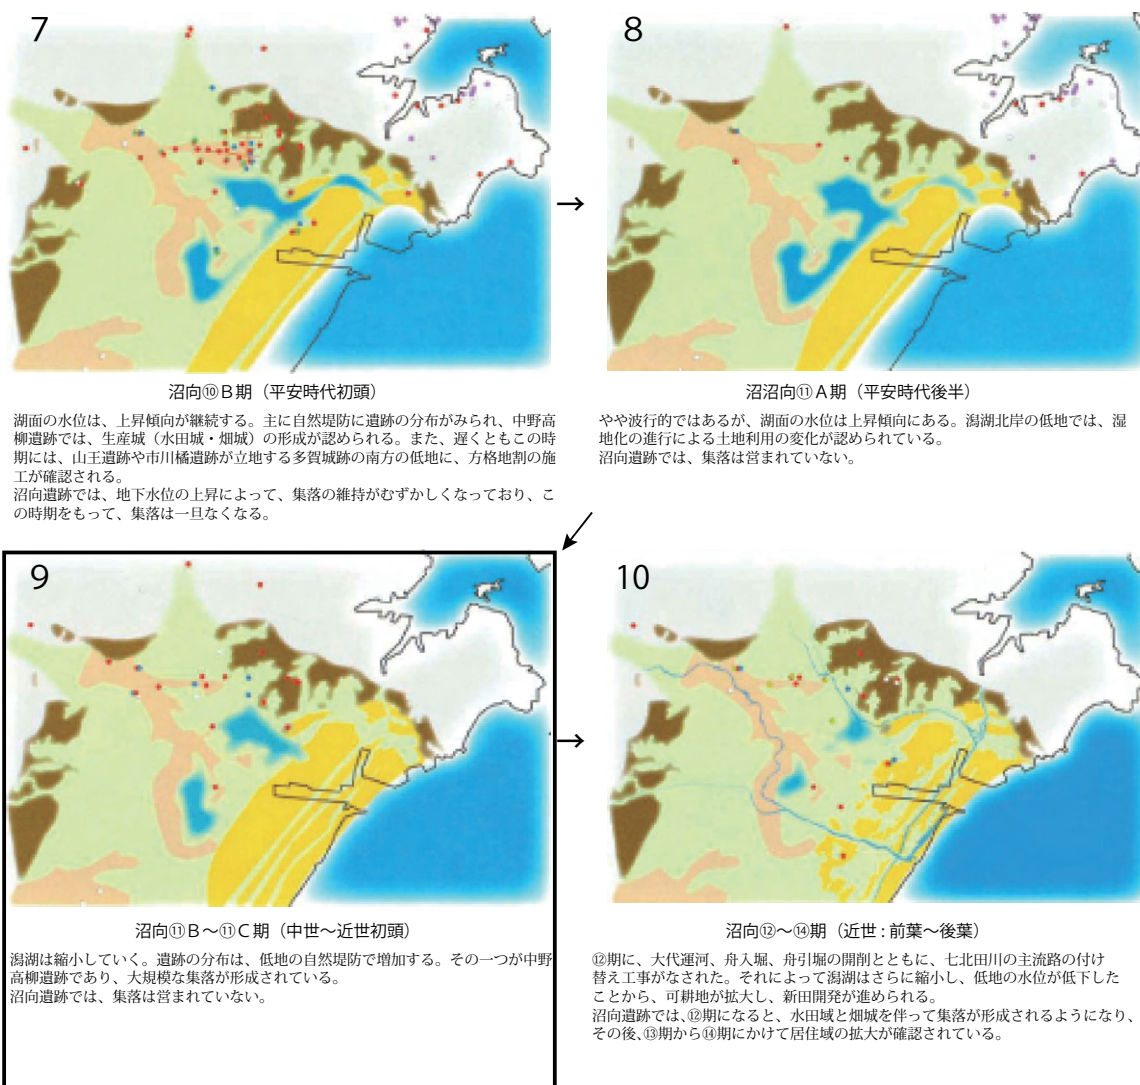 7
沼向⑩B期（平安時代初頭）
湖面の水位は、上昇傾向が継続する。主に自然堤防に遺跡の分布がみられ、中野高
柳遺跡では、生産城（水田城・畑城）の形成が認められる。また、遅くともこの時
期には、山王遺跡や市川橋遺跡が立地する多賀城跡の南方の低地に、方格地割の施
工が確認される。
沼向遺跡では、地下水位の上昇によって、集落の維持がむずかしくなっており、こ
の時期をもって、集落は一旦なくなる。
→
8
沼沼向⑪A期（平安時代後半）
やや波行的ではあるが、湖面の水位は上昇傾向にある。潟湖北岸の低地では、湿
地化の進行による土地利用の変化が認められている。
沼向遺跡では、集落は営まれていない。
9
沼向⑪B～⑪C期（中世～近世初頭）
潟湖は縮小していく。遺跡の分布は、低地の自然堤防で増加する。その一つが中野
高柳遺跡であり、大規模な集落が形成されている。
沼向遺跡では、集落は営まれていない。
→
10
沼向⑫～⑭期（近世：前葉～後葉）
⑫期に、大代運河、舟入堀、舟引堀の開削とともに、七北田川の主流路の付け
替え工事がなされた。それによって潟湖はさらに縮小し、低地の水位が低下した
ことから、可耕地が拡大し、新田開発が進められる。
沼向遺跡では、⑫期になると、水田域と畑城を伴って集落が形成されるようになり、
その後、⑬期から⑭期にかけて居住域の拡大が確認されている。